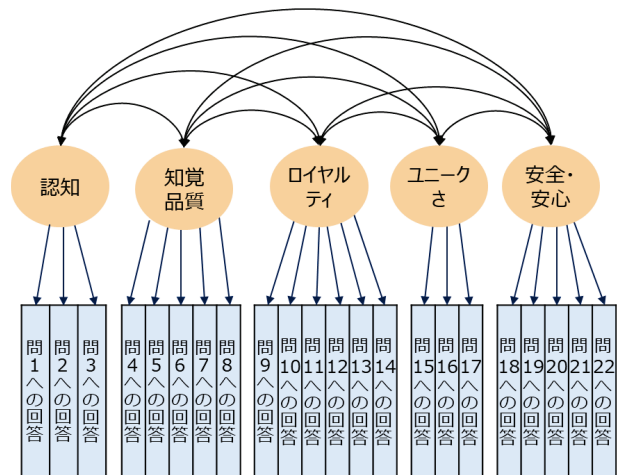 認知
知覚
品質
ロイヤル
ティ
ユニーク
さ
安全・
安心
問1への回答
問2への回答
問3への回答
問4への回答
問5への回答
問6への回答
問7への回答
問8への回答
問9への回答
問10への回答
問11への回答
問12への回答
問13への回答
問14への回答
問15への回答
問16への回答
問17への回答
問18への回答
問19への回答
問20への回答
問21への回答
問22への回答